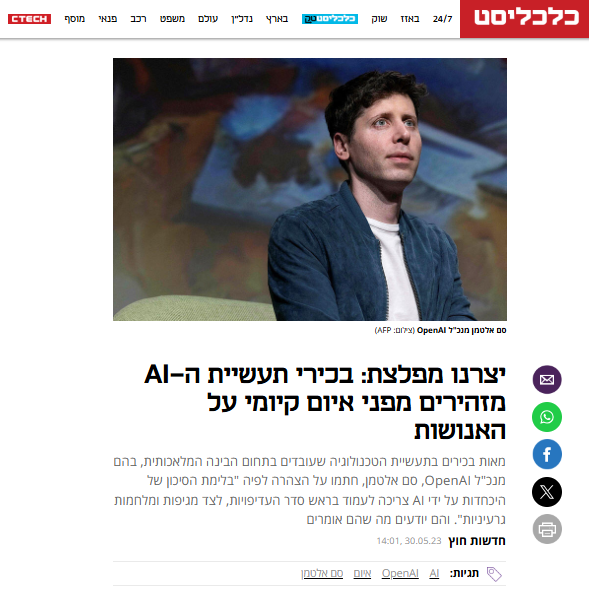 כלכליסט
24/7 באזז שוק כלכליסטטק בארץ נדל"ן עולם משפט רכב פנאי מוסף CTECH
סם אלטמן מנכ"ל OpenAI (צילום: AFP)
יצרנו מפלצת: בכירי תעשיית ה-AI
מזהירים מפני איום קיומי על
האנושות
מאות בכירים בתעשיית הטכנולוגיה שעובדים בתחום הבינה המלאכותית, בהם
מנכ"ל OpenAI, סם אלטמן, חתמו על הצהרה לפיה "בלימת הסיכון של
היכחדות על ידי AI צריכה לעמוד בראש סדר העדיפויות, לצד מגיפות ומלחמות
גרעיניות". והם יודעים מה שהם אומרים
חדשות חוץ 14:01, 30.05.23
תגיות: AI OpenAI איום סם אלטמן